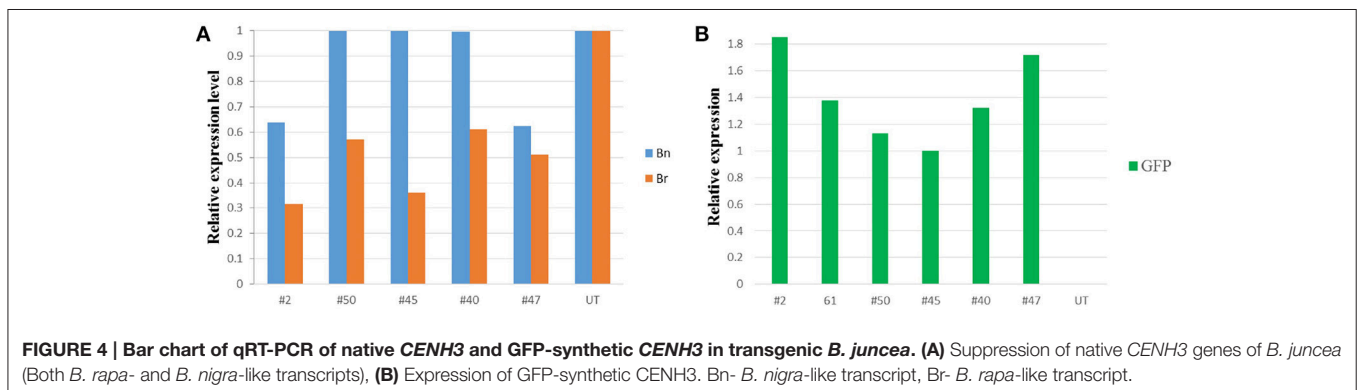 A
Relative expression level
1
0.9
0.8
0.7
0.6
0.5
0.4
0.3
0.2
0.1
0
#2 #50 #45 #40 #47 UT
Bn
Br
B
Relative expression
1.8
1.6
1.4
1.2
1
0.8
0.6
0.4
0.2
0
#2 61 #50 #45 #40 #47 UT
GFP
FIGURE 4 | Bar chart of qRT-PCR of native CENH3 and GFP-synthetic CENH3 in transgenic B. juncea. (A) Suppression of native CENH3 genes of B. juncea
(Both B. rapa- and B. nigra-like transcripts), (B) Expression of GFP-synthetic CENH3. Bn- B. nigra-like transcript, Br- B. rapa-like transcript.